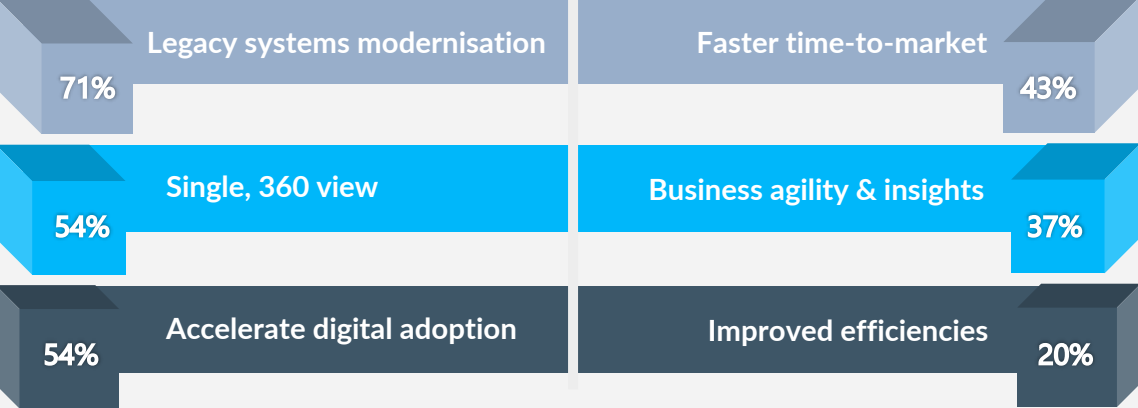 Legacy systems modernisation
71%
Faster time-to-market
43%
Single, 360 view
54%
Business agility & insights
37%
Accelerate digital adoption
54%
Improved efficiencies
20%